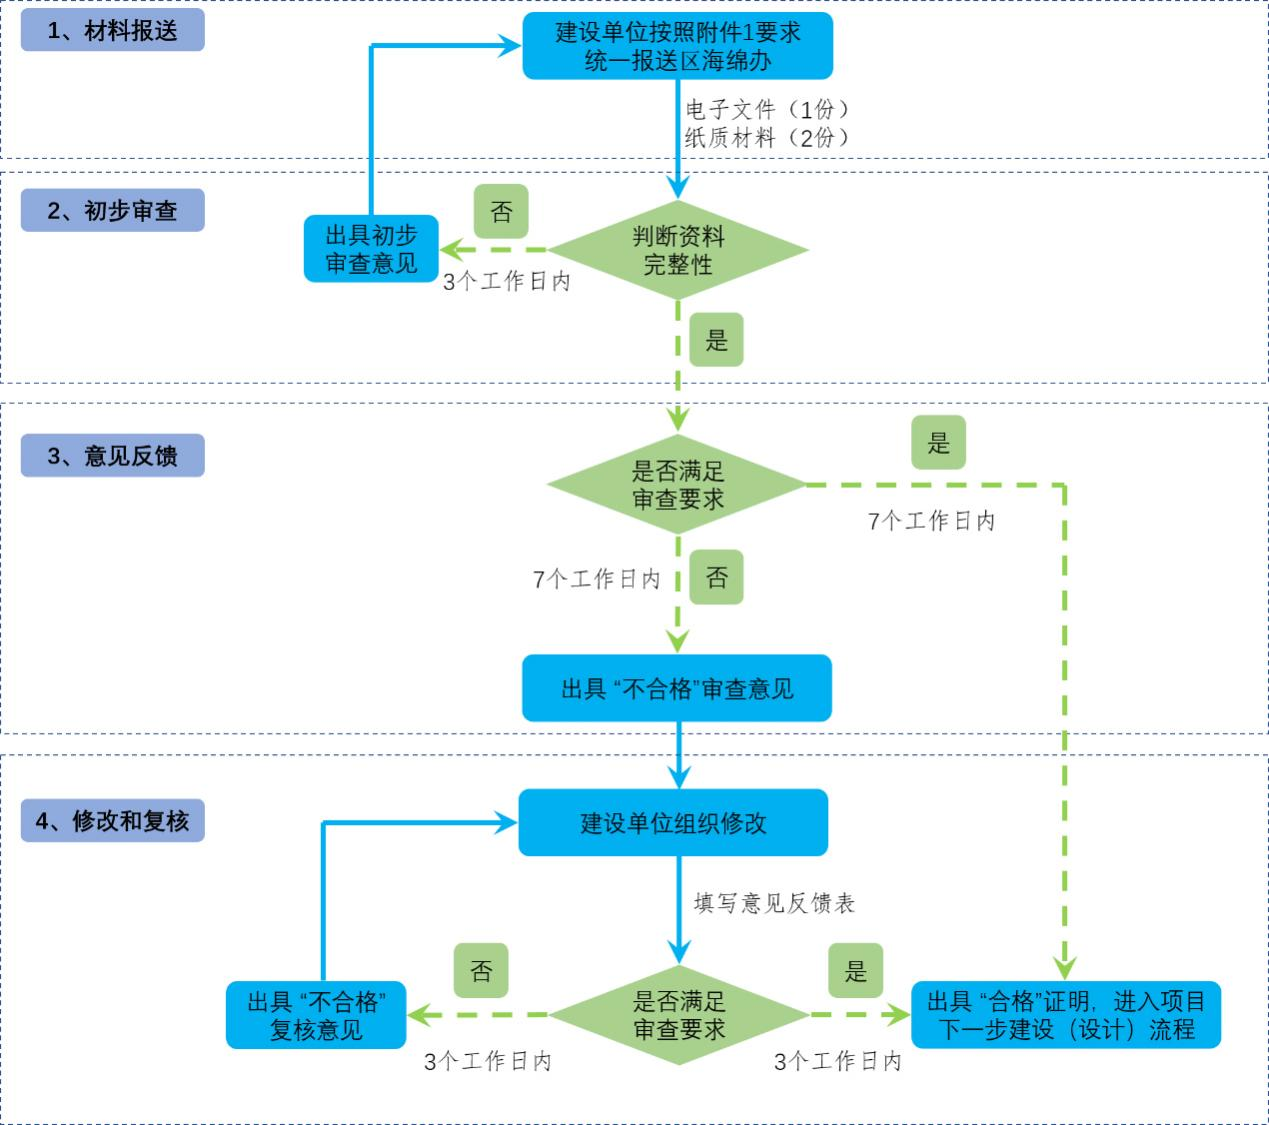 1、材料报送
建设单位按照附件1要求
统一报送区海绵办
电子文件（1份）
纸质材料（2份）
2、初步审查
否
出具初步
审查意见
3个工作日内
判断资料
完整性
是
3、意见反馈
是
是否满足
审查要求
7个工作日内
7个工作日内
否
出具 “不合格”审查意见
4、修改和复核
建设单位组织修改
填写意见反馈表
否
是
出具 “不合格”
复核意见
是否满足
审查要求
出具 “合格”证明, 进入项目
下一步建设（设计）流程
3个工作日内
3个工作日内